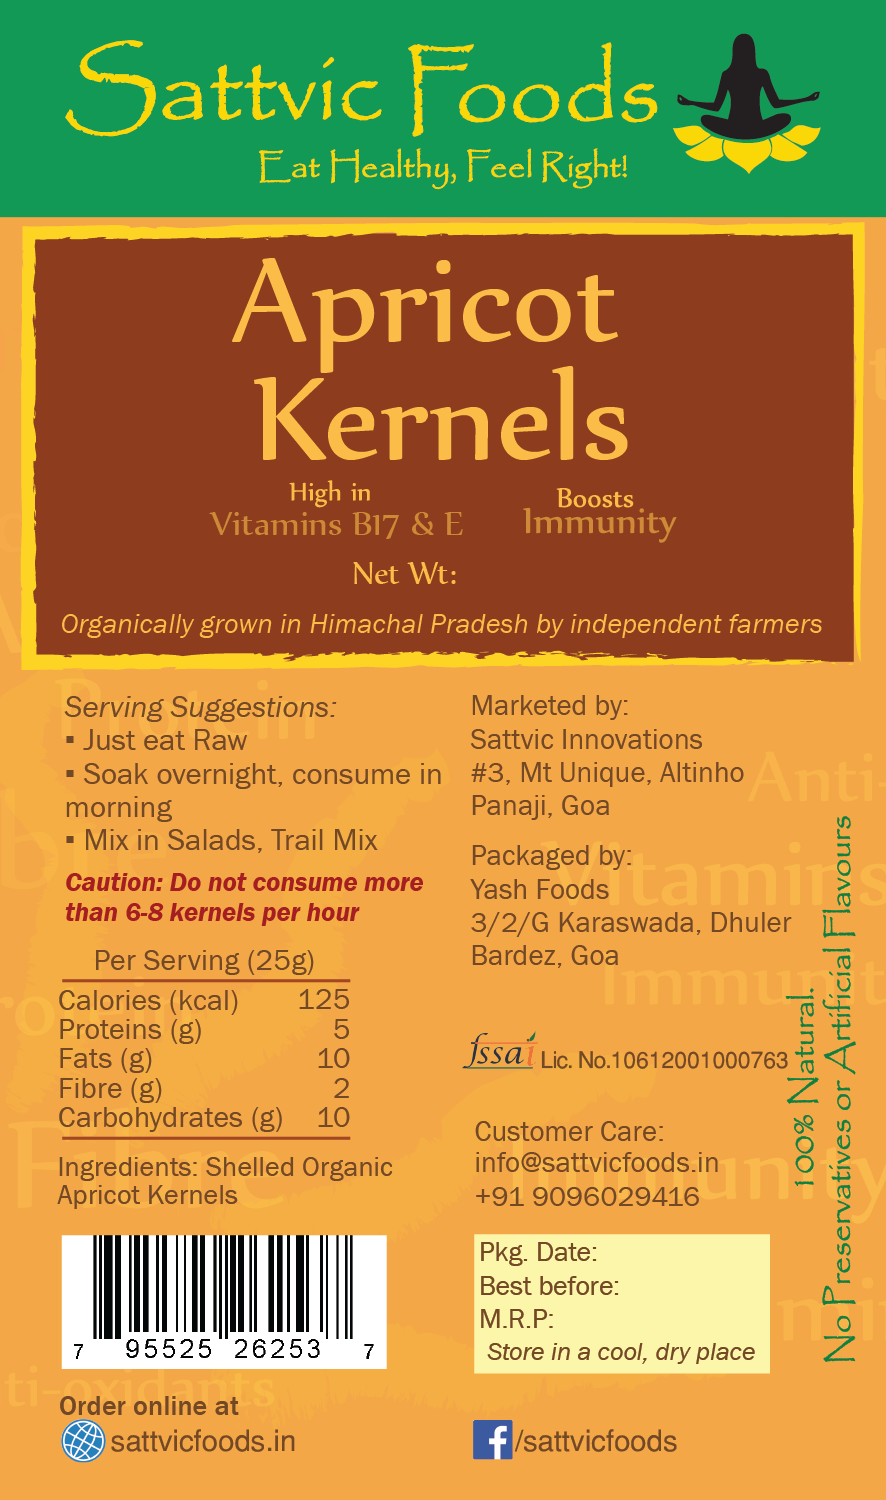 Sattvic Foods
Eat Healthy, Feel Right!
Apricot
Kernels
High in
Vitamins B17 & E
Boosts
Immunity
Net Wt:
Organically grown in Himachal Pradesh by independent farmers
Serving Suggestions:
▪ Just eat Raw
▪ Soak overnight, consume in
morning
▪ Mix in Salads, Trail Mix
Caution: Do not consume more
than 6-8 kernels per hour
Per Serving (25g)
Calories (kcal) 125
Proteins (g) 5
Fats (g) 10
Fibre (g) 2
Carbohydrates (g) 10
Ingredients: Shelled Organic
Apricot Kernels
7 95525 26253 7
Order online at
sattvicfoods.in
Marketed by:
Sattvic Innovations
#3, Mt Unique, Altinho
Panaji, Goa
Packaged by:
Yash Foods
3/2/G Karaswada, Dhuler
Bardez, Goa
fssai Lic. No.10612001000763
Customer Care:
info@sattvicfoods.in
+91 9096029416
Pkg. Date:
Best before:
M.R.P:
Store in a cool, dry place
f/sattvicfoods
100% Natural.
No Preservatives or Artificial Flavours
Protein
Anti-
Vitamins
Immunity
Fibre